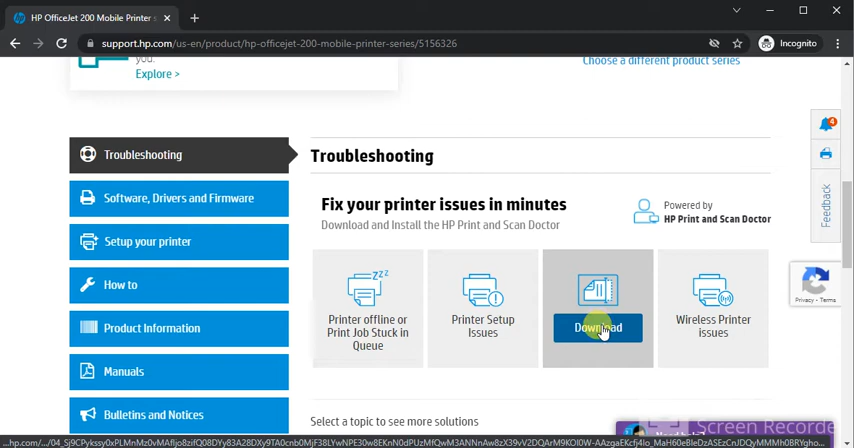 HP OfficeJet 200 Mobile Printer s
support.hp.com/us-en/product/hp-officejet-200-mobile-printer-series/5156326
Incognito
you.
Explore >
Choose a different product series
4
Troubleshooting
Software, Drivers and Firmware
Setup your printer
How to
Product Information
Manuals
Bulletins and Notices
Troubleshooting
Fix your printer issues in minutes
Download and Install the HP Print and Scan Doctor
Powered by
HP Print and Scan Doctor
Printer offline or
Print Job Stuck in
Queue
Printer Setup
Issues
Download
Wireless Printer
issues
Feedback
Privacy - Terms
Select a topic to see more solutions
Screen Recorder